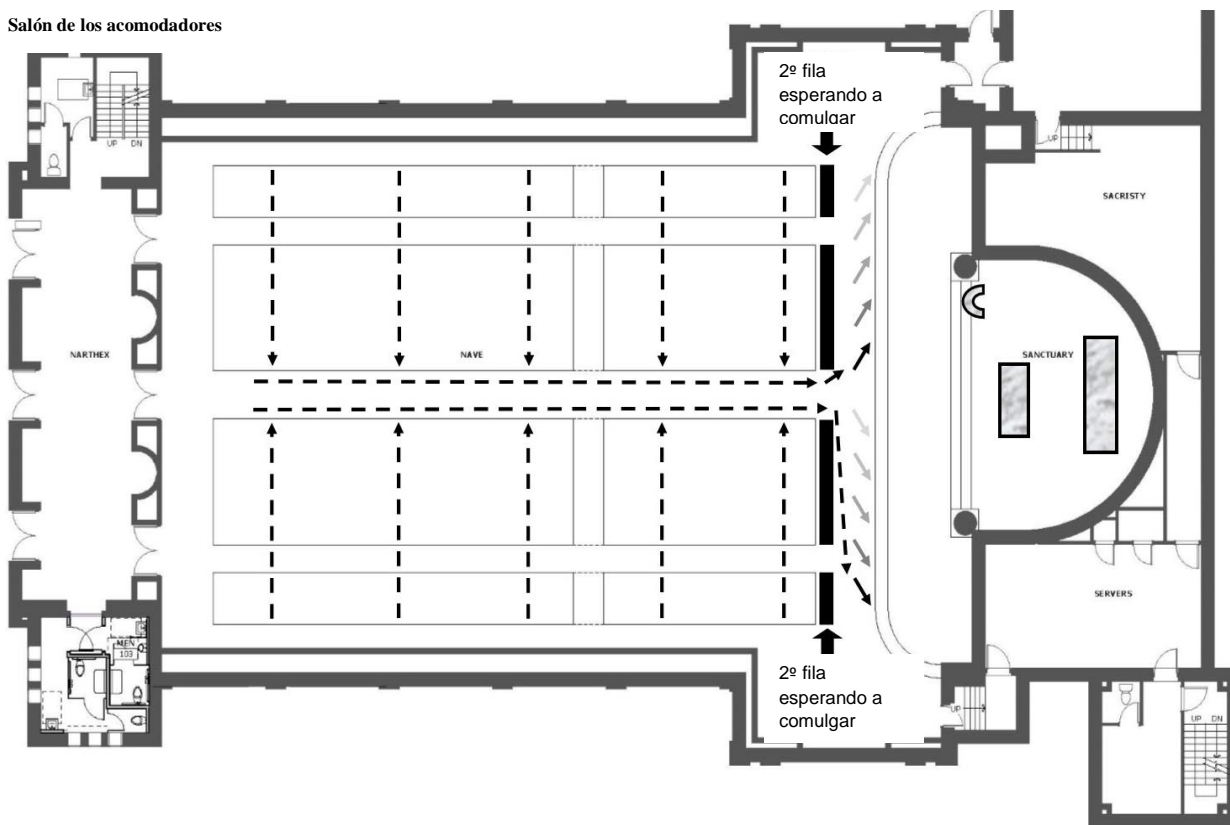 Salón de los acomodadores
2º fila
esperando a
comulgar
UP DN
UP
SACRISTY
NARTHEX
NAVE
SANCTUARY
SERVERS
MEN
103
2º fila
esperando a
comulgar
UP
UP DN